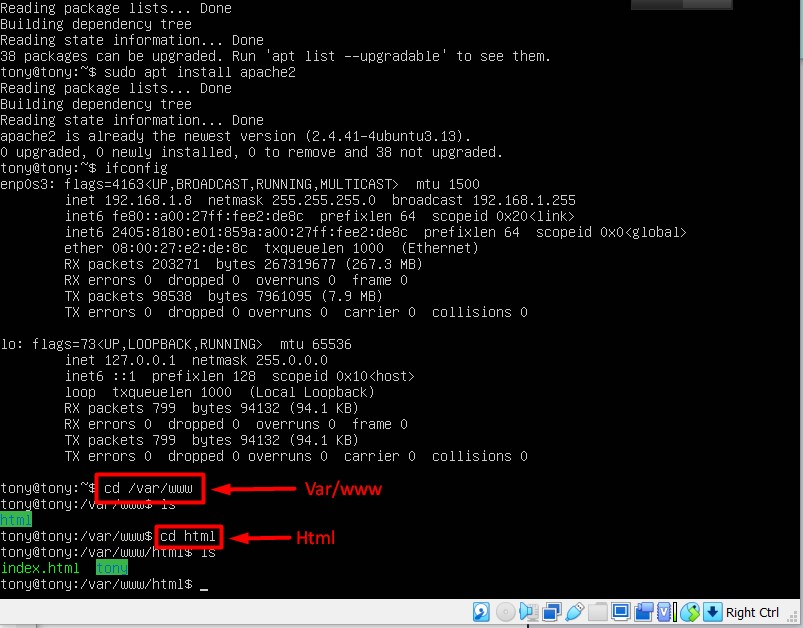 Reading package lists... Done
Building dependency tree
Reading state information... Done
38 packages can be upgraded. Run 'apt list --upgradable' to see them.
tony@tony:~$ sudo apt install apache2
Reading package lists... Done
Building dependency tree
Reading state information... Done
apache2 is already the newest version (2.4.41-4ubuntu3.13).
0 upgraded, 0 newly installed, 0 to remove and 38 not upgraded.
tony@tony:~$ ifconfig
enp0s3: flags=4163<UP,BROADCAST,RUNNING,MULTICAST>  mtu 1500
        inet 192.168.1.8  netmask 255.255.255.0  broadcast 192.168.1.255
        inet6 fe80::a00:27ff:fee2:de8c  prefixlen 64  scopeid 0x20<link>
        inet6 2405:8180:e01:859a:a00:27ff:fee2:de8c  prefixlen 64  scopeid 0x0<global>
        ether 08:00:27:e2:de:8c  txqueuelen 1000  (Ethernet)
        RX packets 203271  bytes 267319677 (267.3 MB)
        RX errors 0  dropped 0  overruns 0  frame 0
        TX packets 98538  bytes 7961095 (7.9 MB)
        TX errors 0  dropped 0 overruns 0  carrier 0  collisions 0
lo: flags=73<UP,LOOPBACK,RUNNING>  mtu 65536
        inet 127.0.0.1  netmask 255.0.0.0
        inet6 ::1  prefixlen 128  scopeid 0x10<host>
        loop  txqueuelen 1000  (Local Loopback)
        RX packets 799  bytes 94132 (94.1 KB)
        RX errors 0  dropped 0  overruns 0  frame 0
        TX packets 799  bytes 94132 (94.1 KB)
        TX errors 0  dropped 0 overruns 0  carrier 0  collisions 0
tony@tony:~$ cd /var/www Var/www
tony@tony:/var/www$ ls
html
tony@tony:/var/www$ cd html Html
tony@tony:/var/www/html$ ls
index.html  tony
tony@tony:/var/www/html$ _
Right Ctrl